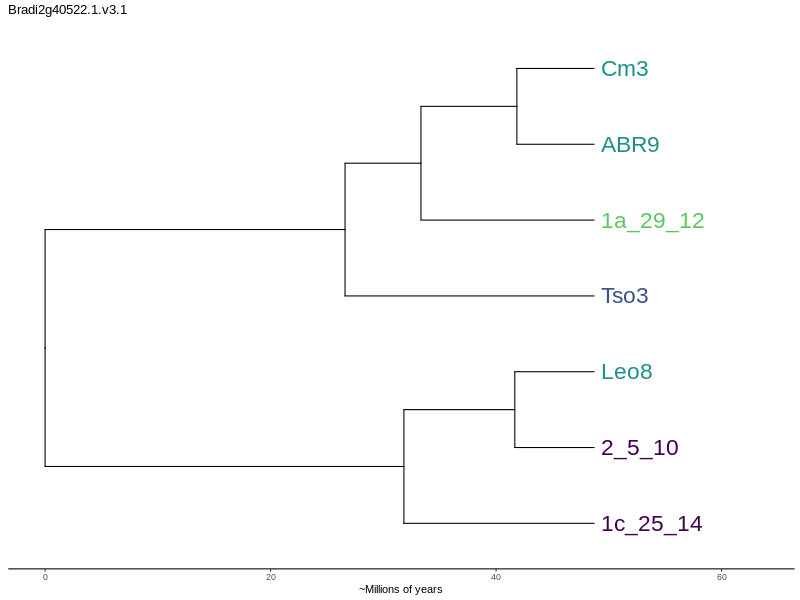 Bradi2g40522.1.v3.1
Cm3
ABR9
1a_29_12
Tso3
Leo8
2_5_10
1c_25_14
0 20 40 60
~Millions of years